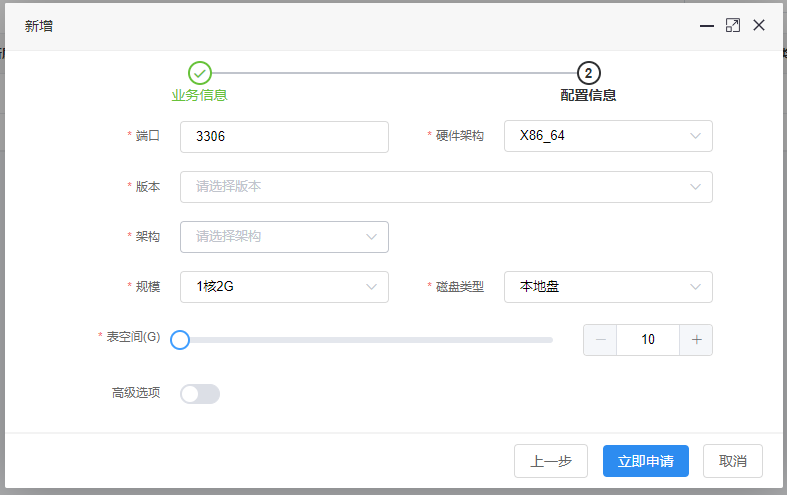 新增
2
业务信息
配置信息
* 端口
3306
* 硬件架构
X86_64
* 版本
请选择版本
* 架构
请选择架构
* 规模
1核2G
* 磁盘类型
本地盘
* 表空间(G)
10
高级选项
上一步
立即申请
取消